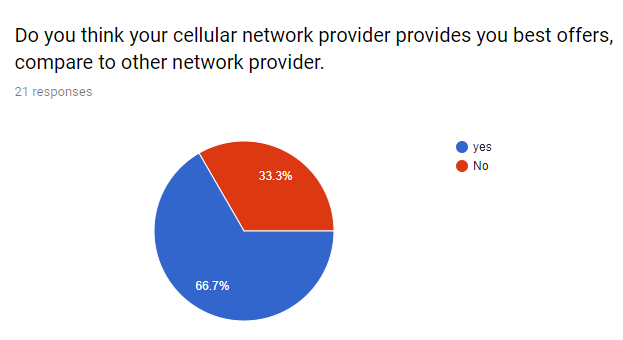 Do you think your cellular network provider provides you best offers,
compare to other network provider.
21 responses
yes
No
33.3%
66.7%